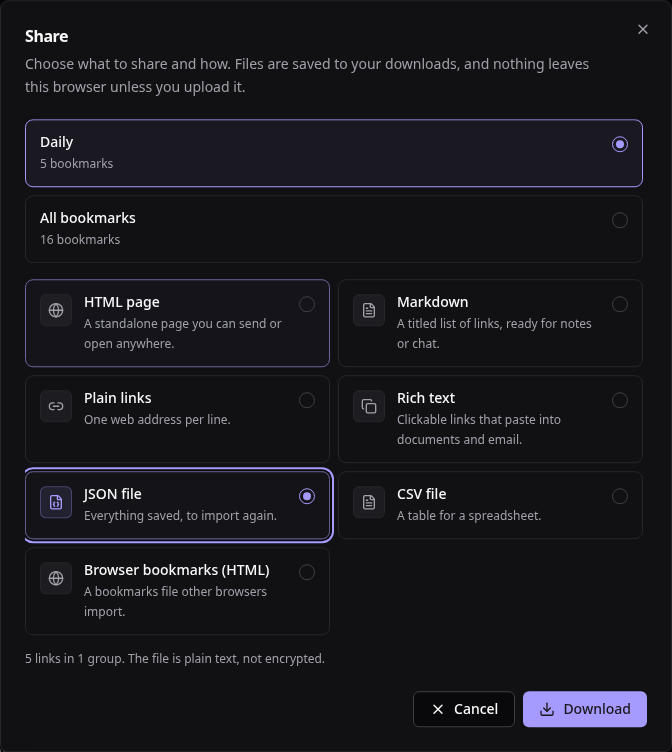 Share
Choose what to share and how. Files are saved to your downloads, and nothing leaves
this browser unless you upload it.
Daily
5 bookmarks
All bookmarks
16 bookmarks
HTML page
A standalone page you can send or
open anywhere.
Markdown
A titled list of links, ready for notes
or chat.
Plain links
One web address per line.
Rich text
Clickable links that paste into
documents and email.
JSON file
Everything saved, to import again.
CSV file
A table for a spreadsheet.
Browser bookmarks (HTML)
A bookmarks file other browsers
import.
5 links in 1 group. The file is plain text, not encrypted.
Cancel
Download